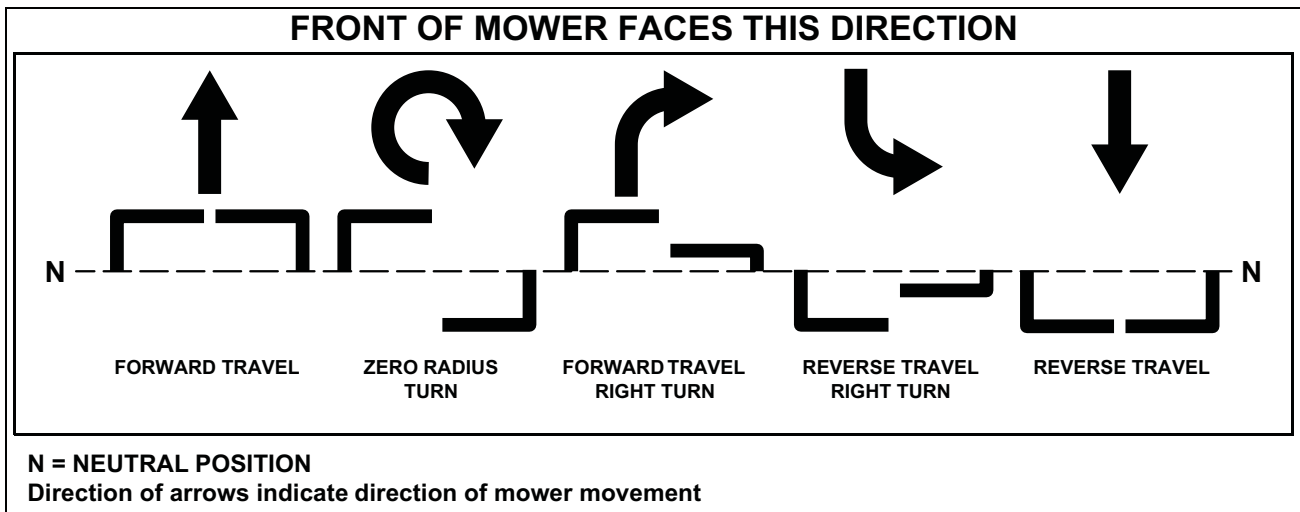 FRONT OF MOWER FACES THIS DIRECTION
N
N
FORWARD TRAVEL
ZERO RADIUS
TURN
FORWARD TRAVEL
RIGHT TURN
REVERSE TRAVEL
RIGHT TURN
REVERSE TRAVEL
N = NEUTRAL POSITION
Direction of arrows indicate direction of mower movement